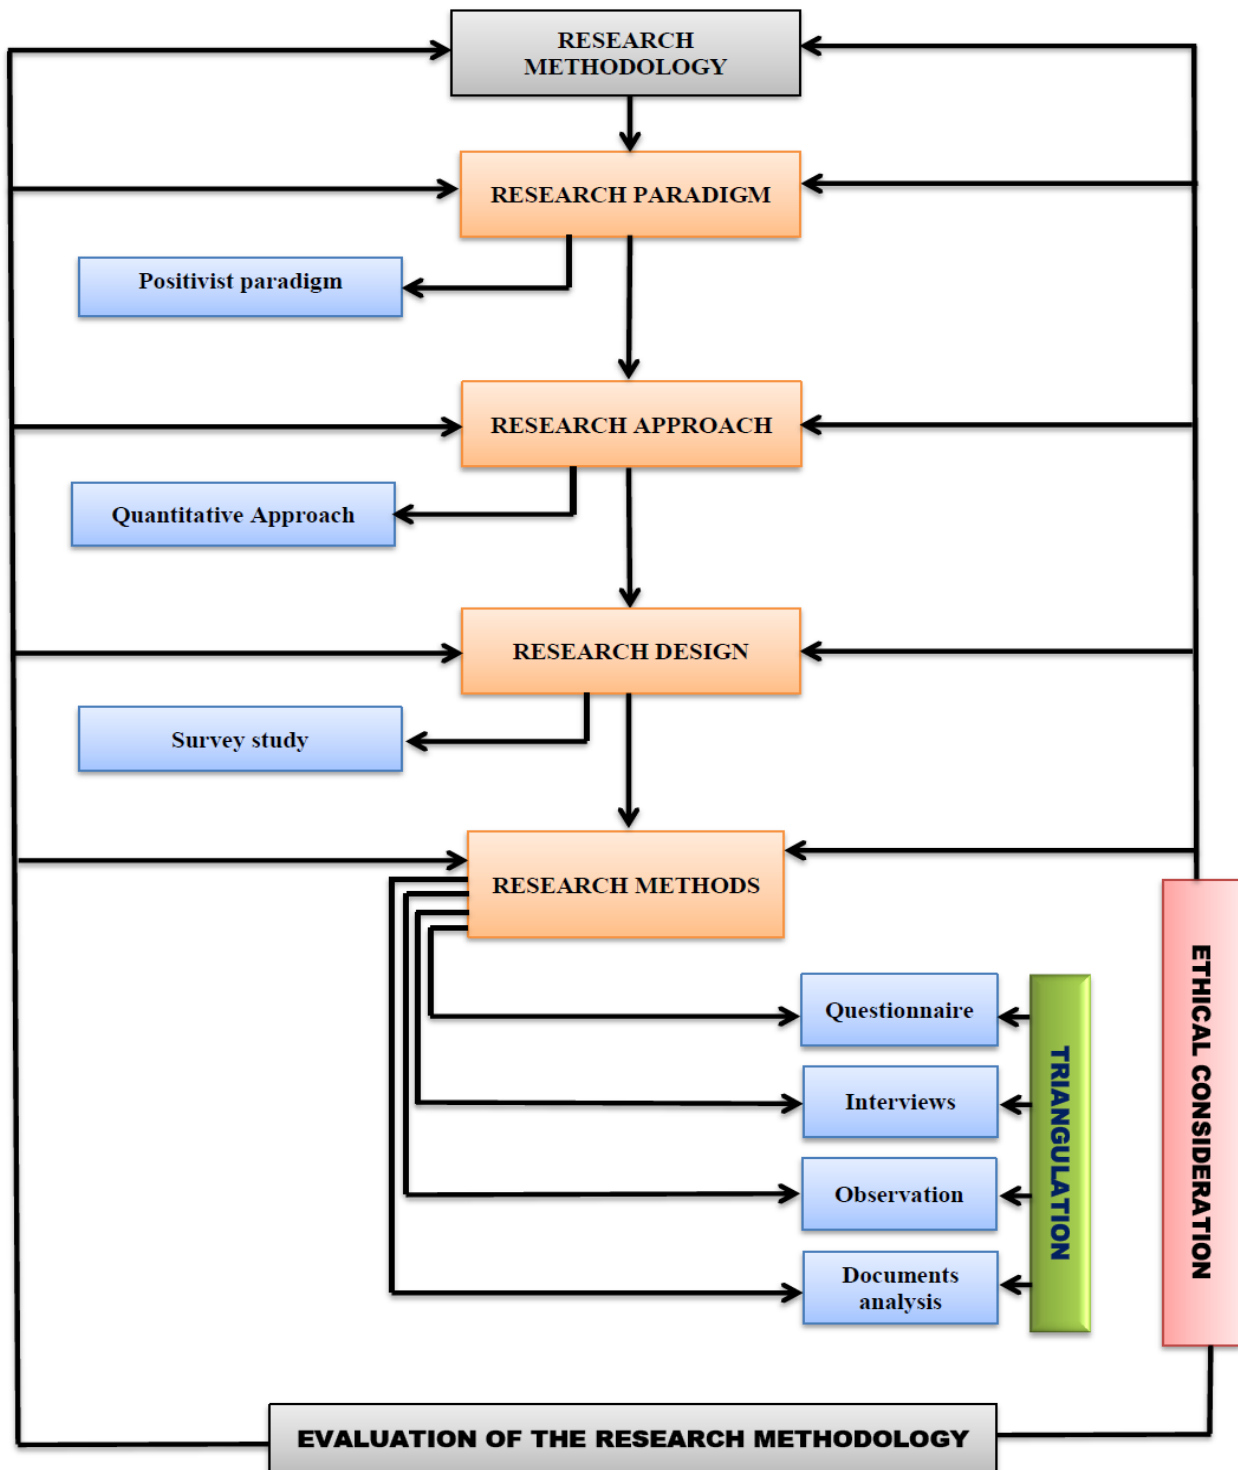 RESEARCH
METHODOLOGY
RESEARCH PARADIGM
Positivist paradigm
RESEARCH APPROACH
Quantitative Approach
RESEARCH DESIGN
Survey study
RESEARCH METHODS
Questionnaire
Interviews
Observation
Documents
analysis
TRIANGULATION
ETHICAL CONSIDERATION
EVALUATION OF THE RESEARCH METHODOLOGY